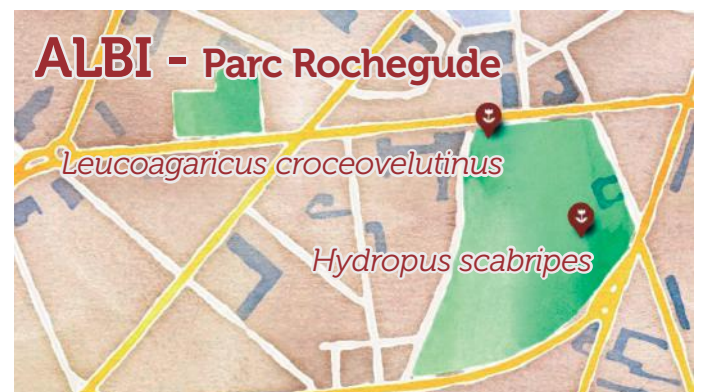 ALBI - Parc Rochegude
Leucoagaricus croceovelutinus
Hydropus scabripes